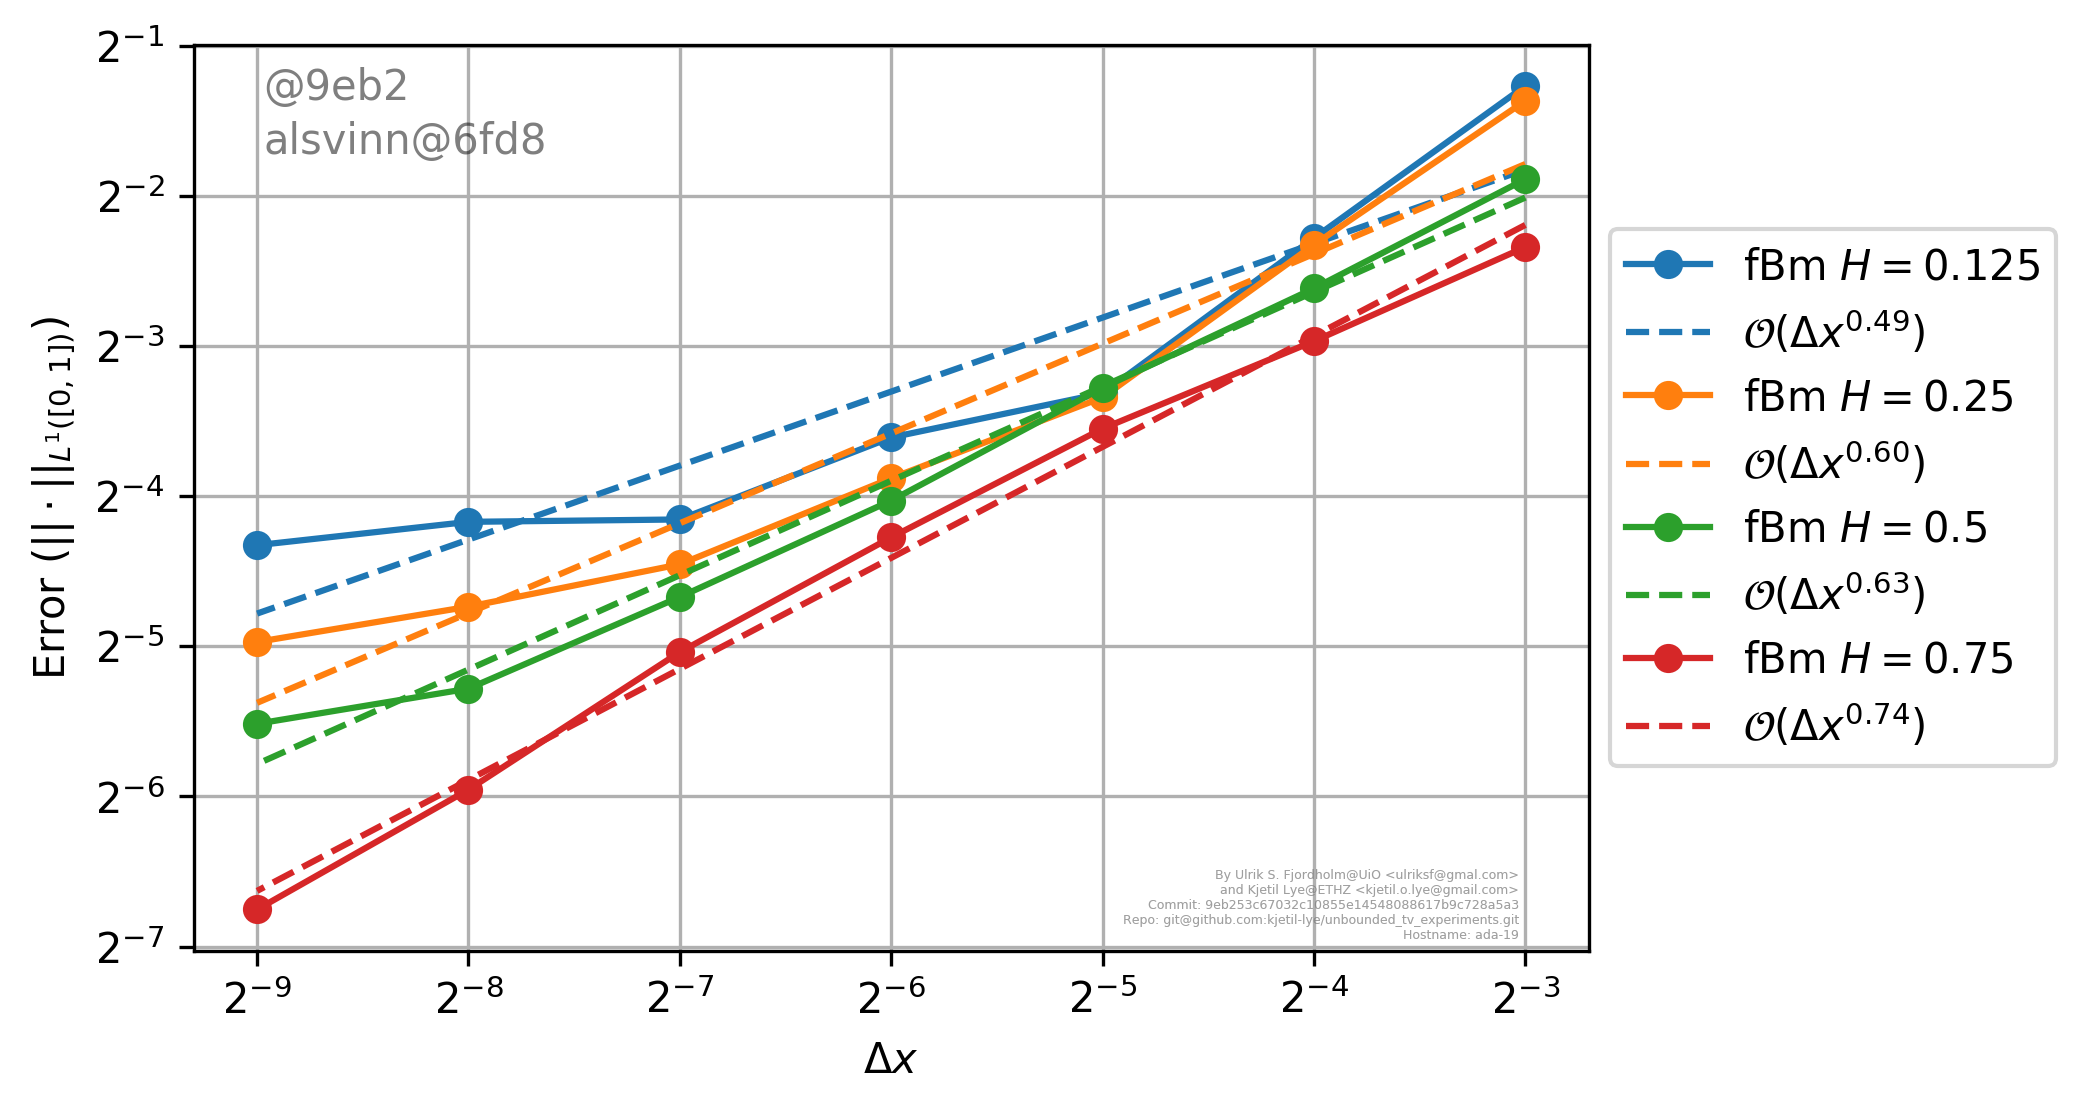 @9eb2
alsvinn@6fd8
2⁻¹
2⁻²
2⁻³
2⁻⁴
2⁻⁵
2⁻⁶
2⁻⁷
Error (|| · ||_{L¹([0, 1])})
2⁻⁹ 2⁻⁸ 2⁻⁷ 2⁻⁶ 2⁻⁵ 2⁻⁴ 2⁻³
Δx
By Ulrik S. Fjordholm@UiO <ulriksf@gmal.com>
and Kjetil Lye@ETHZ <kjetil.o.lye@gmail.com>
Commit: 9eb253c67032c10855e14548088617b9c728a5a3
Repo: git@github.com:kjetil-lye/unbounded_tv_experiments.git
Hostname: ada-19
fBm H = 0.125
𝒪(Δx^{0.49})
fBm H = 0.25
𝒪(Δx^{0.60})
fBm H = 0.5
𝒪(Δx^{0.63})
fBm H = 0.75
𝒪(Δx^{0.74})